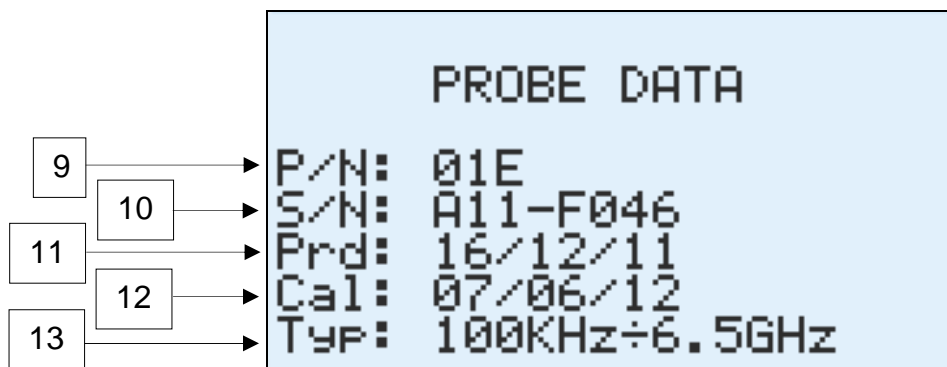 PROBE DATA
9 P/N: 01E
10 S/N: A11-F046
11 Prd: 16/12/11
12 Cal: 07/06/12
13 Typ: 100KHz÷6.5GHz